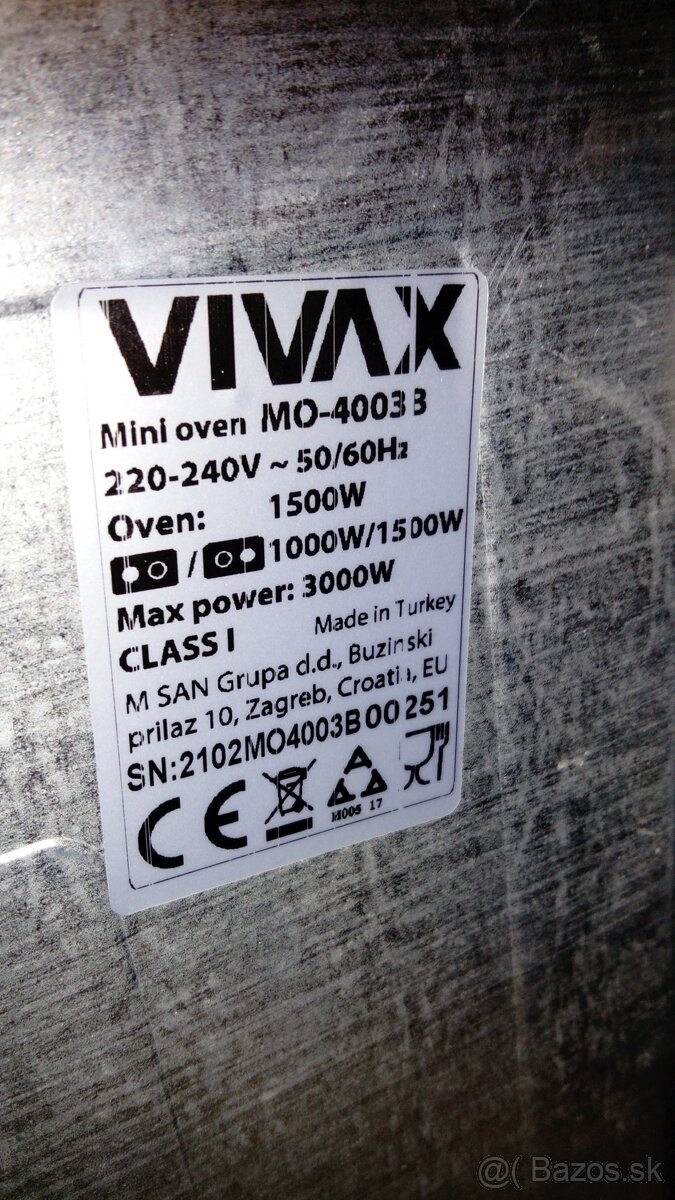 VIVAX
Mini oven MO-4003B
220-240V ~ 50/60Hz
Oven: 1500W
/ 1000W/1500W
Max power: 3000W
CLASS I Made in Turkey
M SAN Grupa d.d., Buzinski
prilaz 10, Zagreb, Croatia, EU
SN:2102MO4003B00251
CE
M005 17
@( Bazos.sk